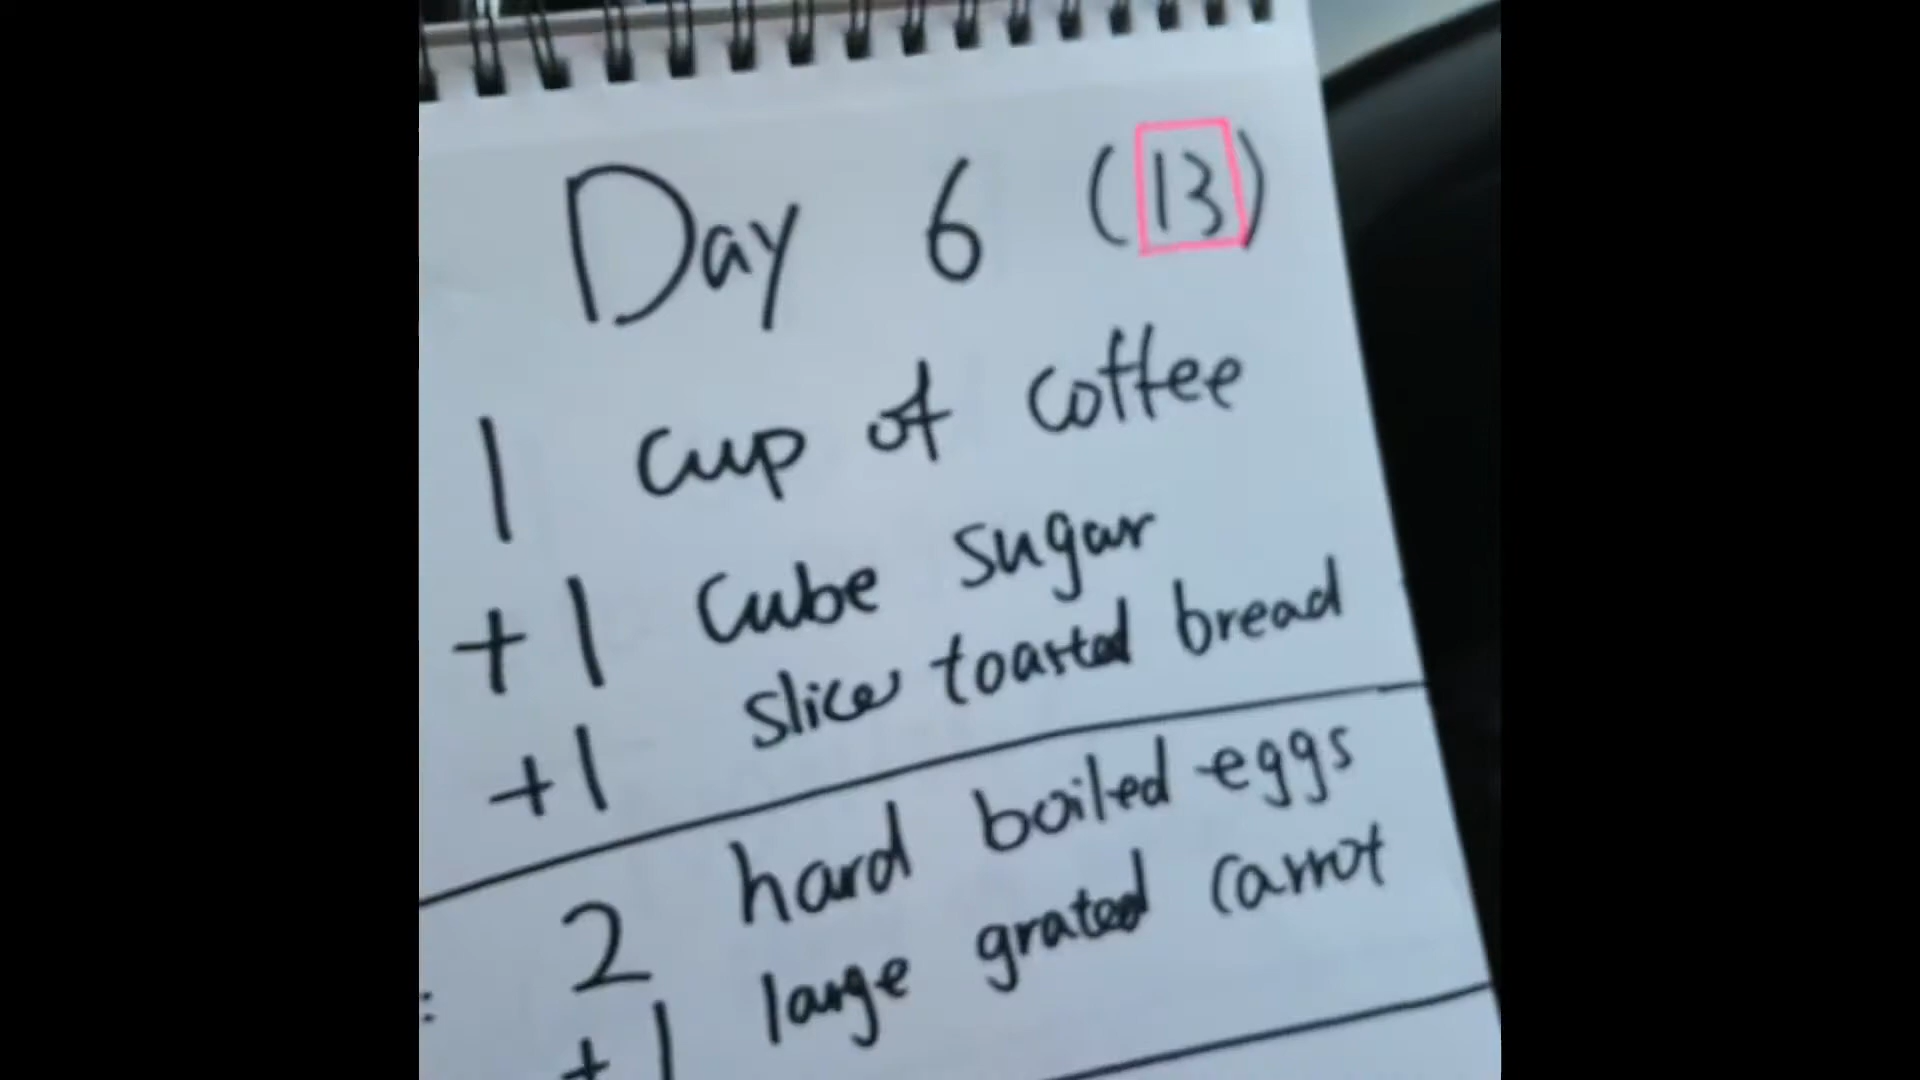 Day 6 (13)
1 cup of coffee
+1 cube sugar
+1 slice toasted bread
: 2 hard boiled eggs
+1 large grated carrot